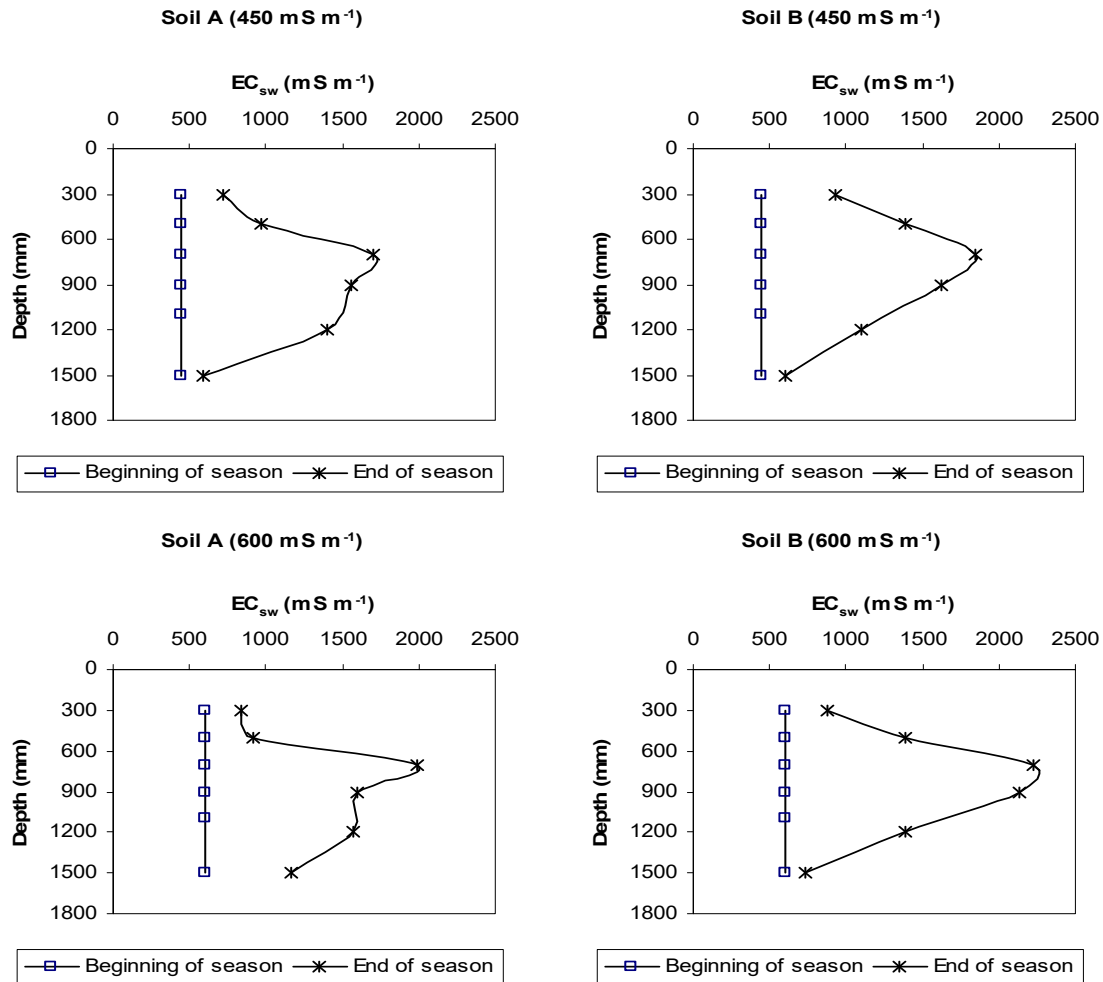 Soil A (450 mS m⁻¹)
ECsw (mS m⁻¹)
0 500 1000 1500 2000 2500
Depth (mm)
0
300
600
900
1200
1500
1800
Beginning of season End of season
Soil B (450 mS m⁻¹)
ECsw (mS m⁻¹)
0 500 1000 1500 2000 2500
Depth (mm)
0
300
600
900
1200
1500
1800
Beginning of season End of season
Soil A (600 mS m⁻¹)
ECsw (mS m⁻¹)
0 500 1000 1500 2000 2500
Depth (mm)
0
300
600
900
1200
1500
1800
Beginning of season End of season
Soil B (600 mS m⁻¹)
ECsw (mS m⁻¹)
0 500 1000 1500 2000 2500
Depth (mm)
0
300
600
900
1200
1500
1800
Beginning of season End of season